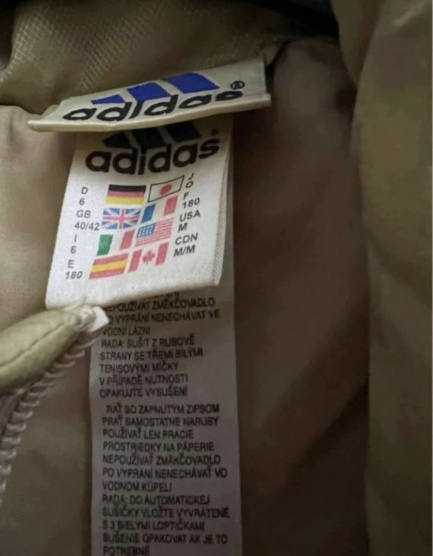 adidas®
adidas®
D J
6 O
GB F
40/42 180
I USA
6 M
E CDN
180 M/M
NEPOUŽÍVAT ZMĚKČOVADLO
PO VYPRÁNÍ NENECHÁVAT VE
VODNÍ LÁZNI
RADA: SUŠIT Z RUBOVÉ
STRANY SE TŘEMI BÍLÝMI
TENISOVÝMI MÍČKY
V PŘÍPADĚ NUTNOSTI
OPAKUJTE VYSUŠENÍ
PRAŤ SO ZAPNUTÝM ZIPSOM
PRAŤ SAMOSTATNE NARUBY
POUŽÍVAŤ LEN PRACIE
PROSTRIEDKY NA PÁPERIE
NEPOUŽÍVAŤ ZMÄKČOVADLO
PO VYPRANÍ NENECHÁVAŤ VO
VODNOM KÚPELI
RADA: DO AUTOMATICKEJ
SUŠIČKY VLOŽTE VYVRÁTENÉ
S 3 BIELYMI LOPTIČKAMI
SUŠENIE OPAKOVAŤ AK JE TO
POTREBNÉ